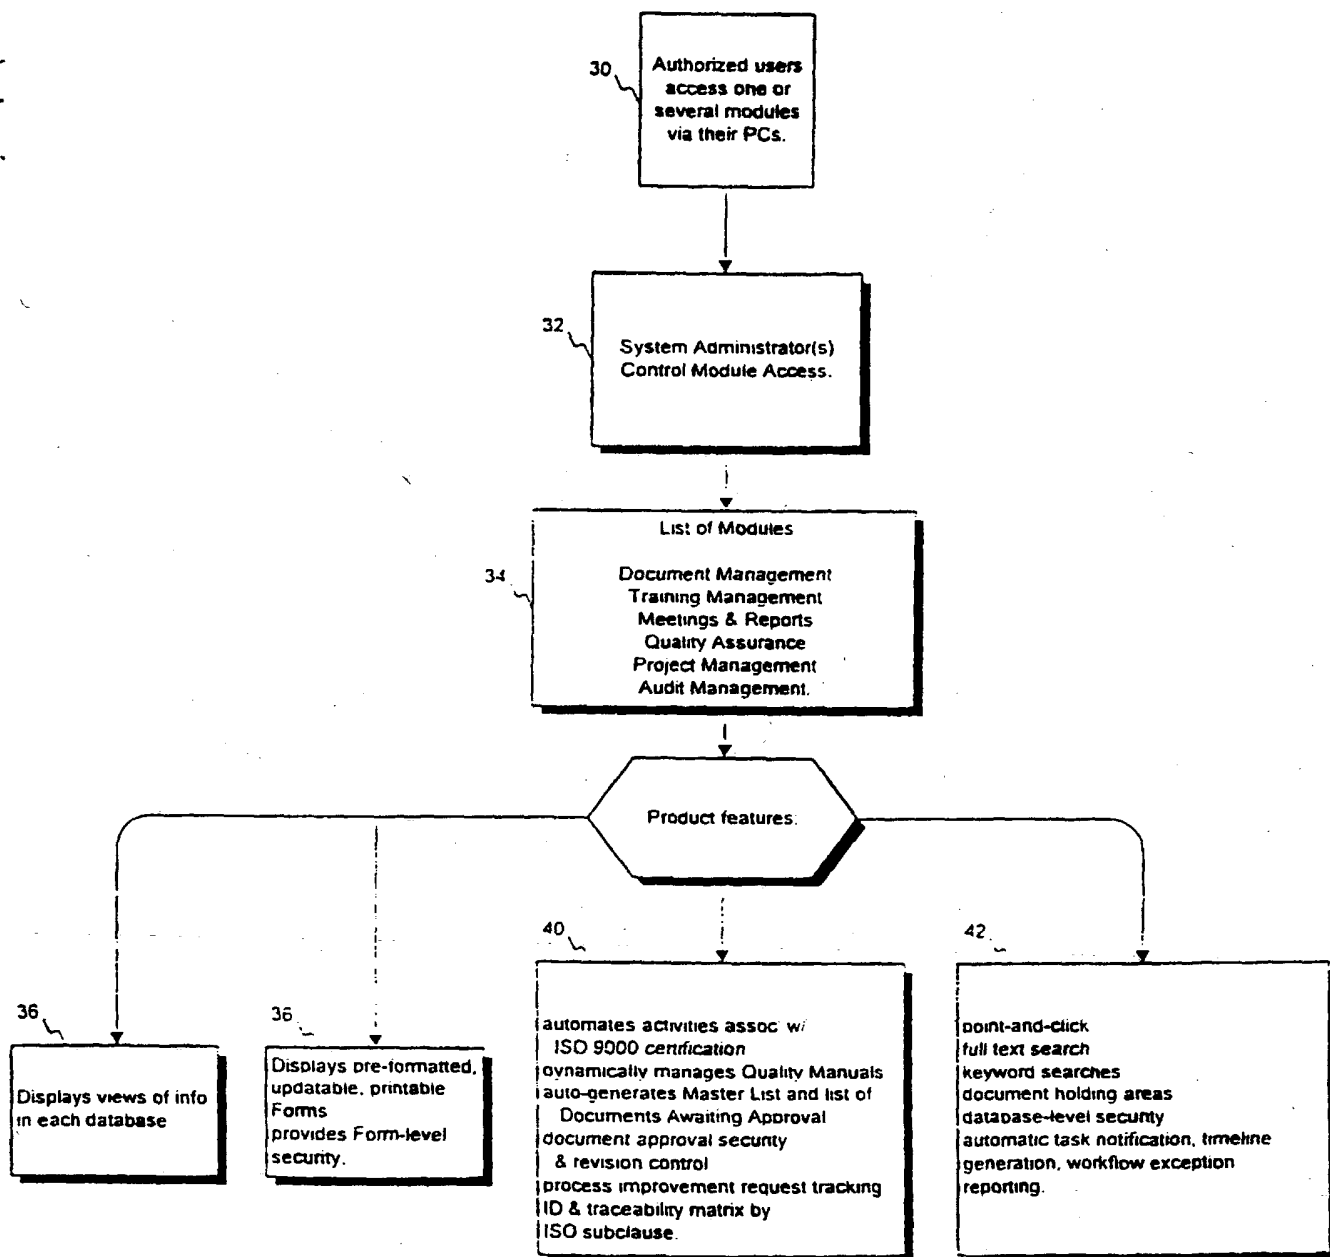 30
Authorized users
access one or
several modules
via their PCs.
32
System Administrator(s)
Control Module Access.
34
List of Modules
Document Management
Training Management
Meetings & Reports
Quality Assurance
Project Management
Audit Management.
Product features:
36
Displays views of info
in each database
36
Displays pre-formatted,
updatable, printable
Forms
provides Form-level
security.
40
automates activities assoc w/
ISO 9000 certification
dynamically manages Quality Manuals
auto-generates Master List and list of
Documents Awaiting Approval
document approval security
& revision control
process improvement request tracking
ID & traceability matrix by
ISO subclause.
42
point-and-click
full text search
keyword searches
document holding areas
database-level security
automatic task notification, timeline
generation, workflow exception
reporting.